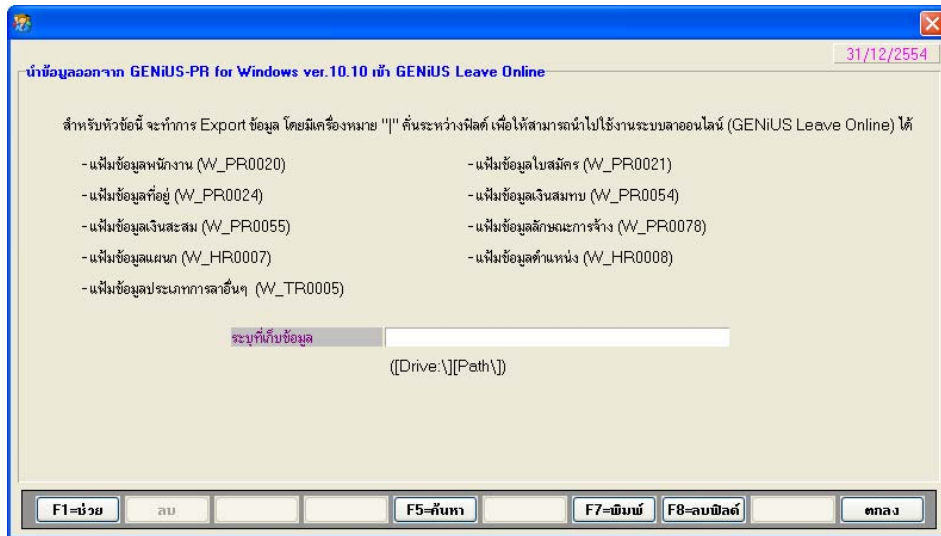 31/12/2554
นำข้อมูลออกจาก GENiUS-PR for Windows ver.10.10 เข้า GENiUS Leave Online
สำหรับหัวข้อนี้ จะทำการ Export ข้อมูล โดยมีเครื่องหมาย "|" คั่นระหว่างฟิลด์ เพื่อให้สามารถนำไปใช้งานระบบลาออนไลน์ (GENiUS Leave Online) ได้
-แฟ้มข้อมูลพนักงาน (W_PR0020) -แฟ้มข้อมูลใบสมัคร (W_PR0021)
-แฟ้มข้อมูลที่อยู่ (W_PR0024) -แฟ้มข้อมูลเงินสมทบ (W_PR0054)
-แฟ้มข้อมูลเงินสะสม (W_PR0055) -แฟ้มข้อมูลลักษณะการจ้าง (W_PR0078)
-แฟ้มข้อมูลแผนก (W_HR0007) -แฟ้มข้อมูลตำแหน่ง (W_HR0008)
-แฟ้มข้อมูลประเภทการลาอื่นๆ (W_TR0005)
ระบุที่เก็บข้อมูล
([Drive:\][Path\])
F1=ช่วย ลบ F5=ค้นหา F7=พิมพ์ F8=ลบฟิลด์ ตกลง